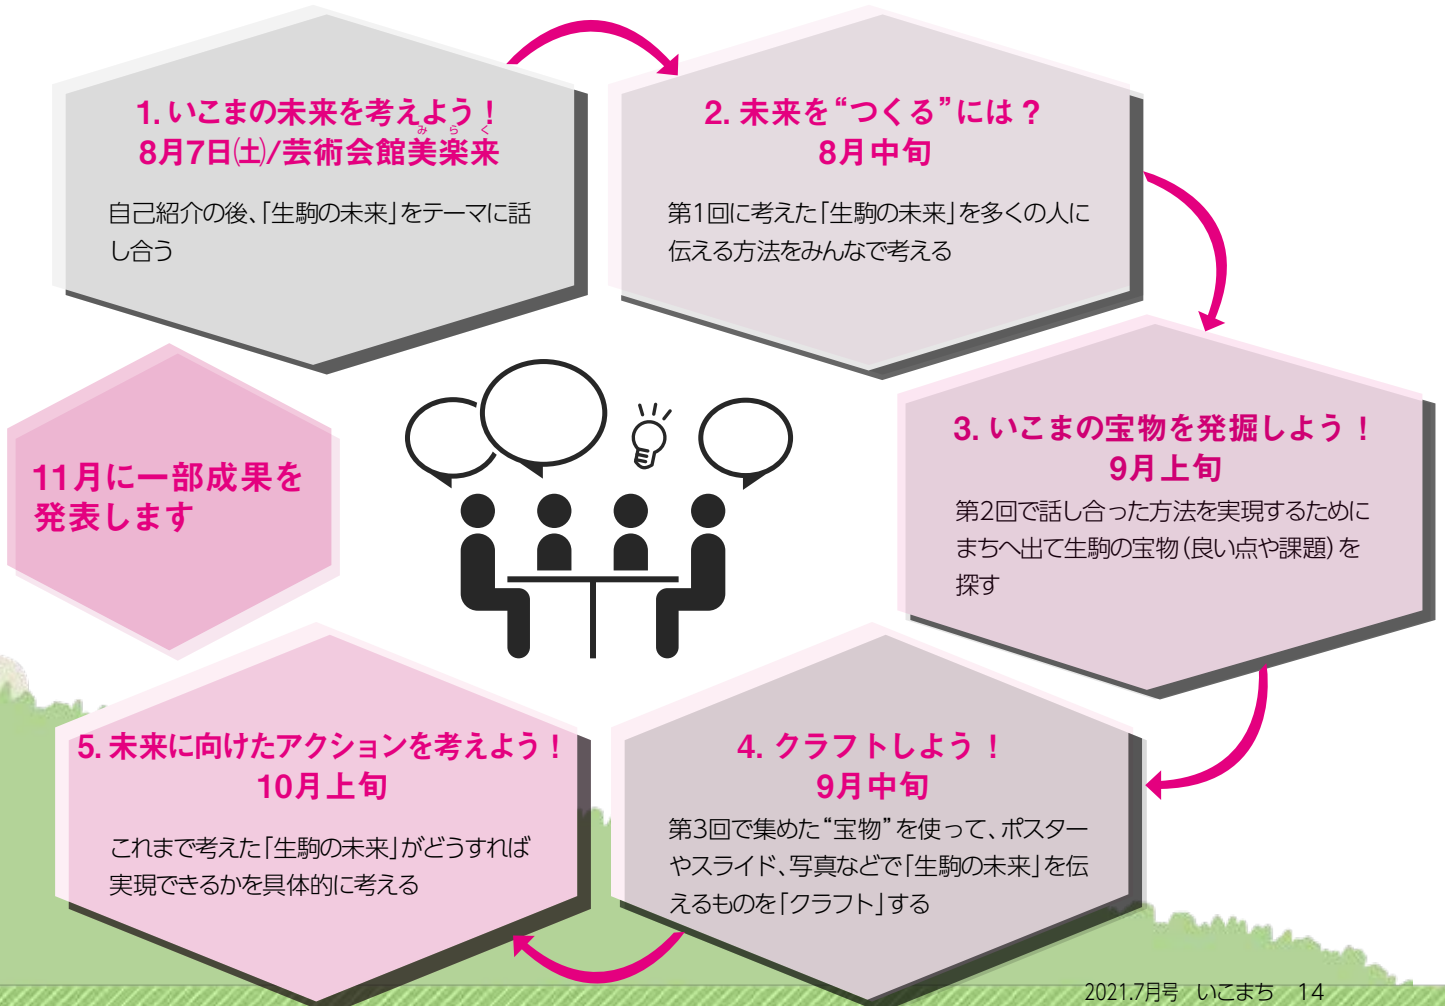 1. いこまの未来を考えよう！
みらく
8月7日㈯/芸術会館美楽来
自己紹介の後、「生駒の未来」をテーマに話
し合う
2. 未来を“つくる”には？
8月中旬
第1回に考えた「生駒の未来」を多くの人に
伝える方法をみんなで考える
3. いこまの宝物を発掘しよう！
9月上旬
第2回で話し合った方法を実現するために
まちへ出て生駒の宝物（良い点や課題）を
探す
4. クラフトしよう！
9月中旬
第3回で集めた“宝物”を使って、ポスター
やスライド、写真などで「生駒の未来」を伝
えるものを「クラフト」する
5. 未来に向けたアクションを考えよう！
10月上旬
これまで考えた「生駒の未来」がどうすれば
実現できるかを具体的に考える
11月に一部成果を
発表します
2021.7月号 いこまち 14